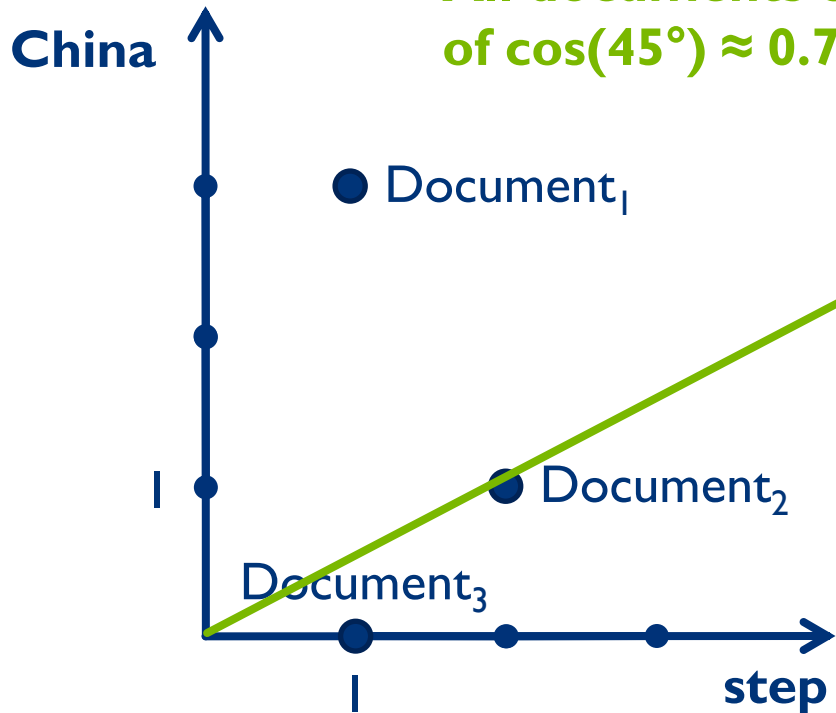 China
of cos(45°) ≈ 0.7
Document₁
1
Document₂
Document₃
1
step